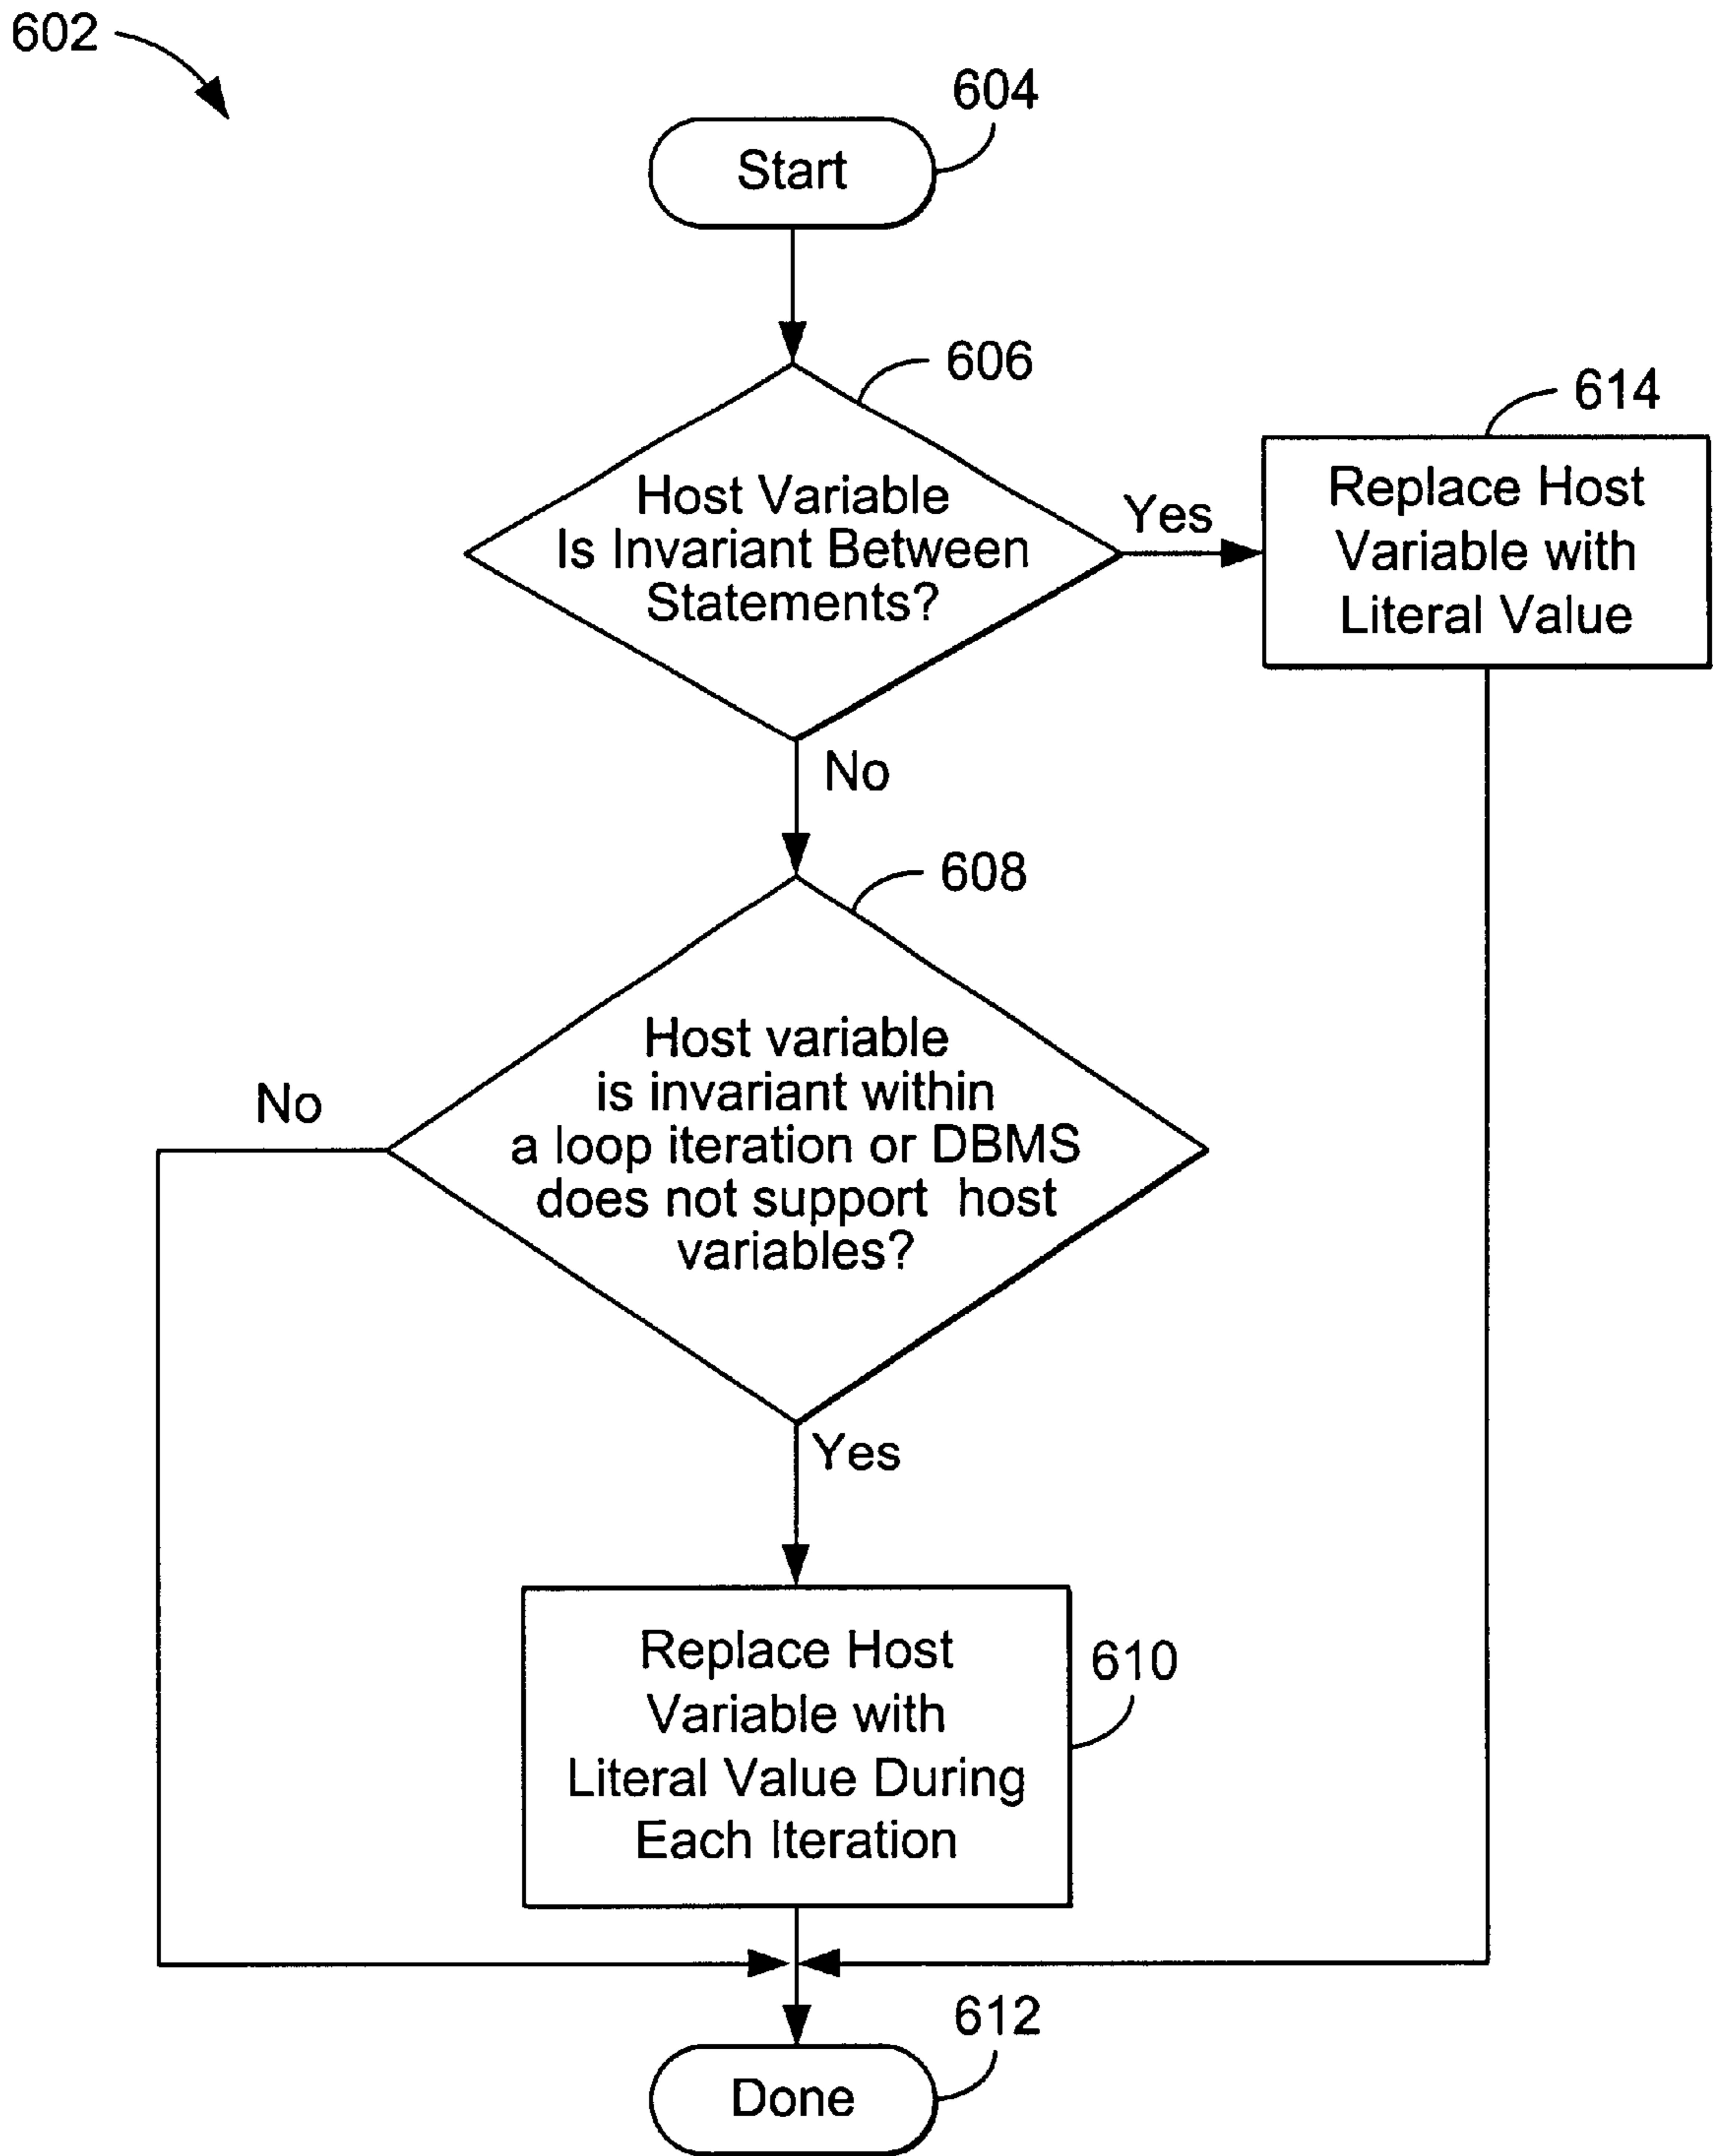 602
604
Start
606
614
Host Variable
Is Invariant Between
Statements?
Yes
Replace Host
Variable with
Literal Value
No
608
Host variable
is invariant within
a loop iteration or DBMS
does not support host
variables?
No
Yes
Replace Host
Variable with
Literal Value During
Each Iteration
610
612
Done